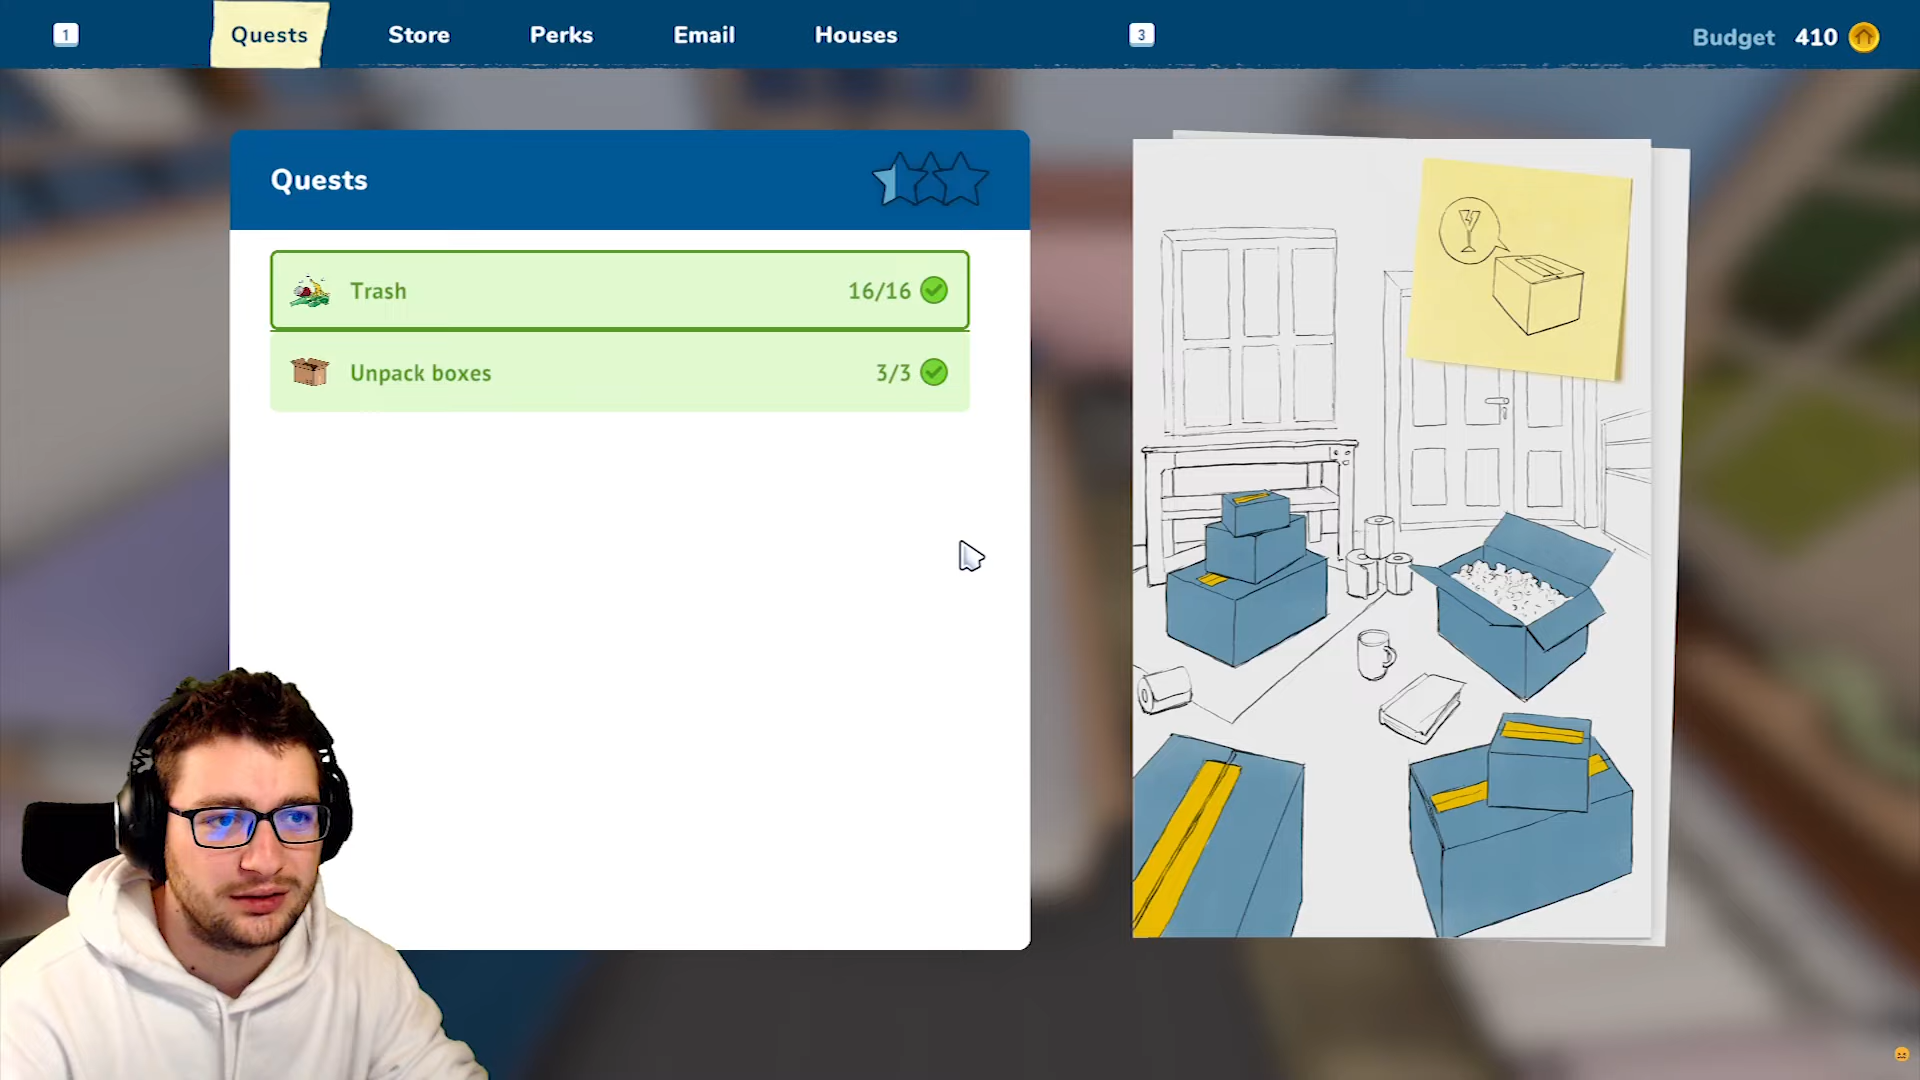 1 Quests Store Perks Email Houses 3 Budget 410
Quests
Trash 16/16
Unpack boxes 3/3